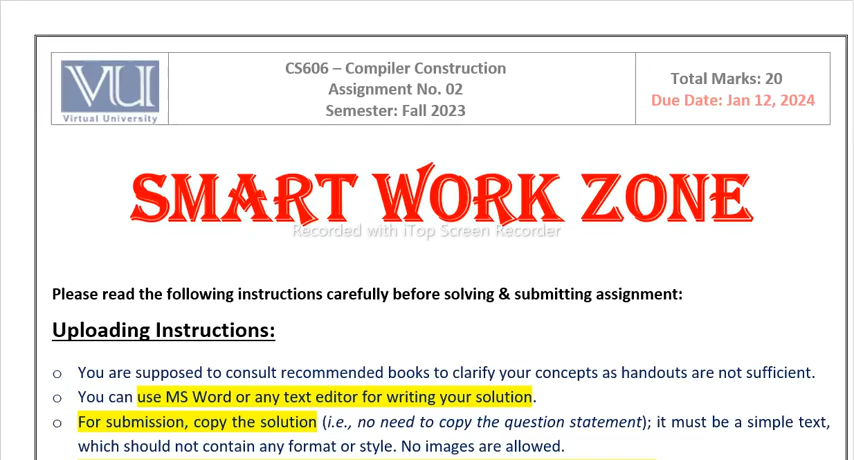 VU
Virtual University
CS606 – Compiler Construction
Assignment No. 02
Semester: Fall 2023
Total Marks: 20
Due Date: Jan 12, 2024
SMART WORK ZONE
Recorded with iTop Screen Recorder
Please read the following instructions carefully before solving & submitting assignment:
Uploading Instructions:
o You are supposed to consult recommended books to clarify your concepts as handouts are not sufficient.
o You can use MS Word or any text editor for writing your solution.
o For submission, copy the solution (i.e., no need to copy the question statement); it must be a simple text,
which should not contain any format or style. No images are allowed.